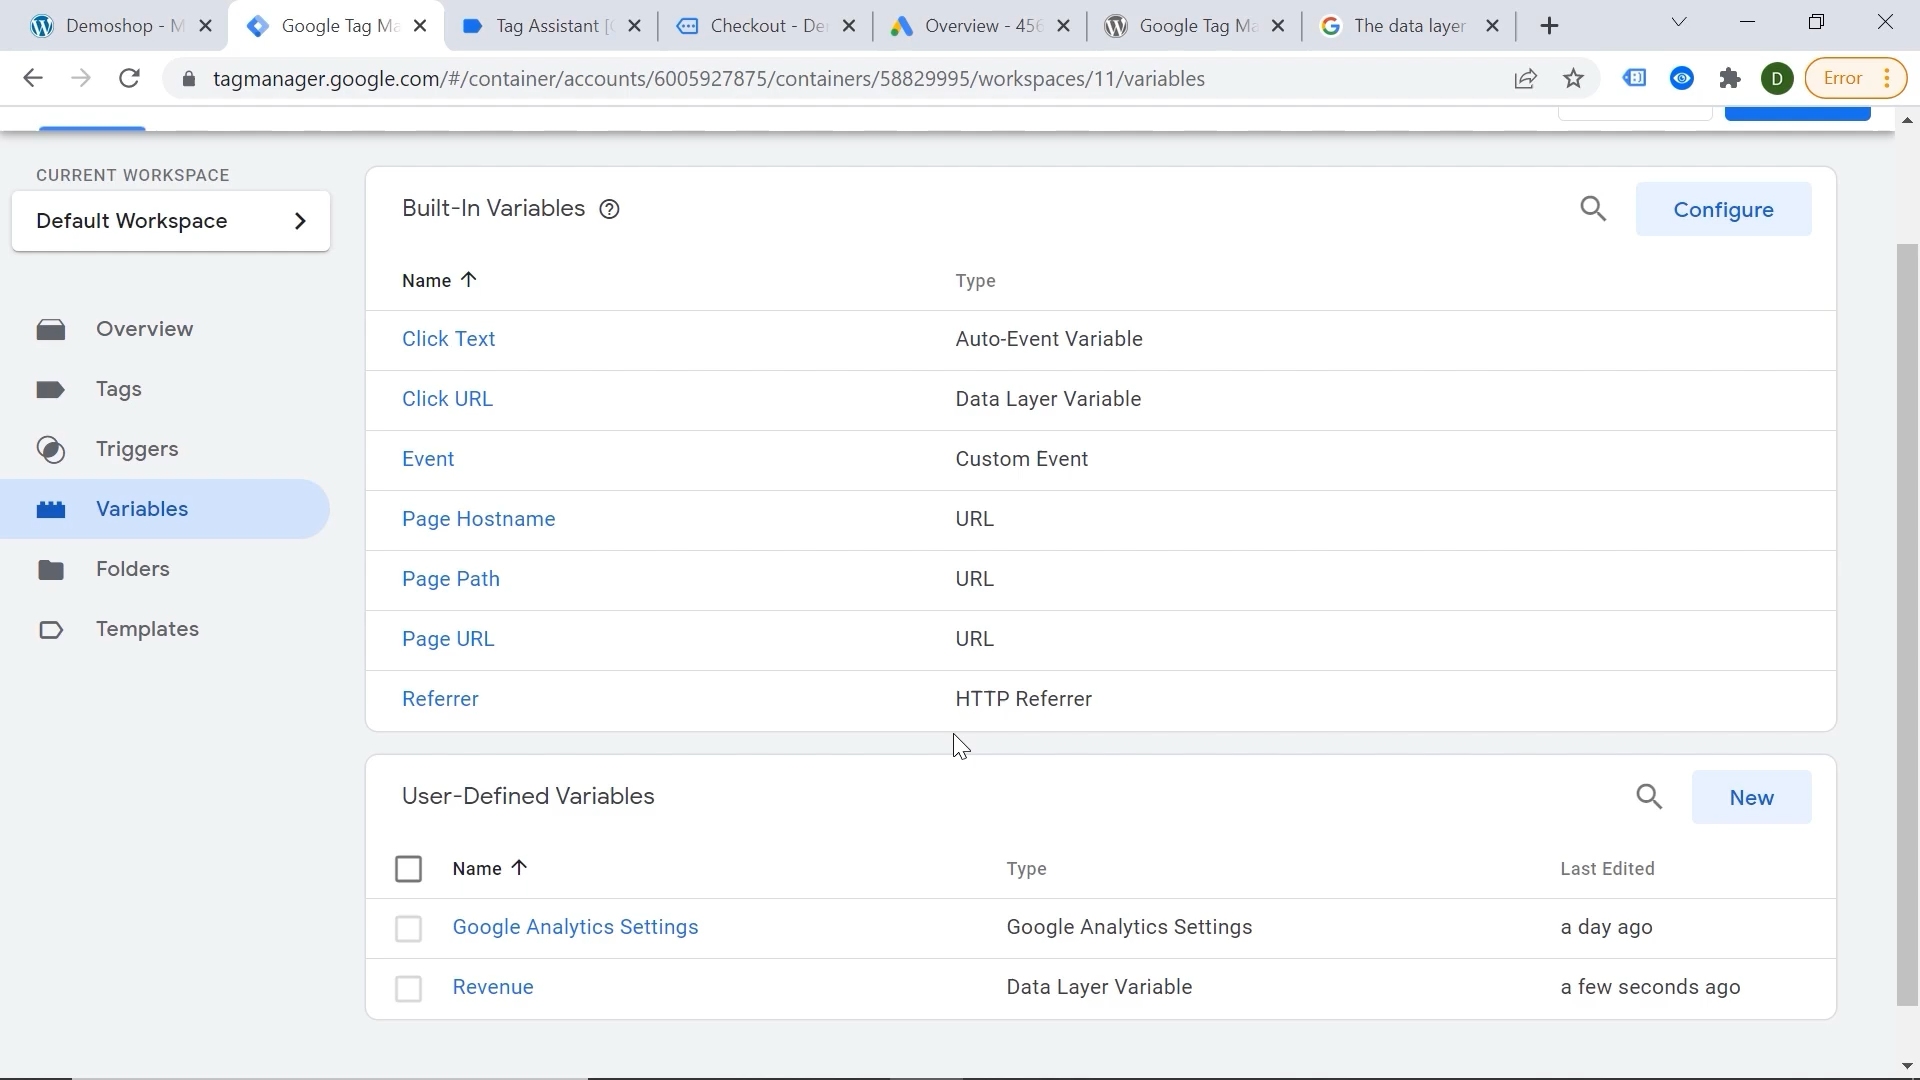 Demoshop - M
Google Tag Ma
Tag Assistant [
Checkout - De
Overview - 456
Google Tag Ma
The data layer
tagmanager.google.com/#/container/accounts/6005927875/containers/58829995/workspaces/11/variables
D
Error
CURRENT WORKSPACE
Default Workspace
Overview
Tags
Triggers
Variables
Folders
Templates
Built-In Variables
Configure
Name Type
Click Text Auto-Event Variable
Click URL Data Layer Variable
Event Custom Event
Page Hostname URL
Page Path URL
Page URL URL
Referrer HTTP Referrer
User-Defined Variables
New
Name Type Last Edited
Google Analytics Settings Google Analytics Settings a day ago
Revenue Data Layer Variable a few seconds ago